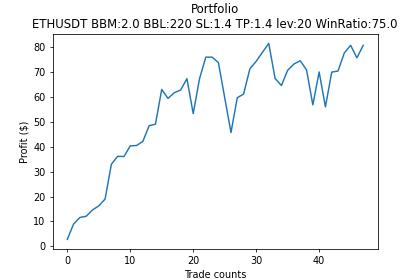 Portfolio
ETHUSDT BBM:2.0 BBL:220 SL:1.4 TP:1.4 lev:20 WinRatio:75.0
80
70
60
50
40
30
20
10
0
Profit ($)
0 10 20 30 40
Trade counts